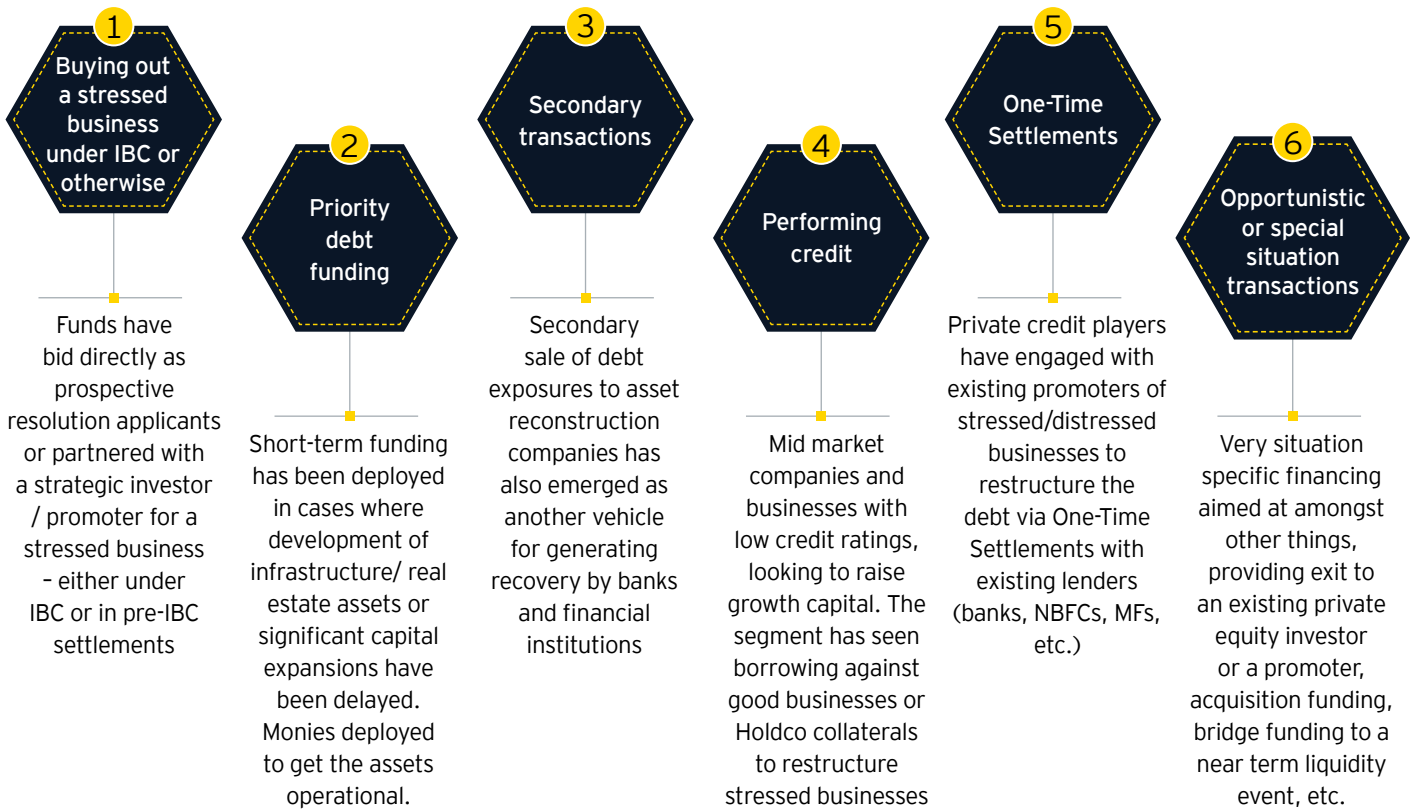 1
Buying out
a stressed
business
under IBC or
otherwise
Funds have
bid directly as
prospective
resolution applicants
or partnered with
a strategic investor
/ promoter for a
stressed business
– either under
IBC or in pre-IBC
settlements
2
Priority
debt
funding
Short-term funding
has been deployed
in cases where
development of
infrastructure/ real
estate assets or
significant capital
expansions have
been delayed.
Monies deployed
to get the assets
operational.
3
Secondary
transactions
Secondary
sale of debt
exposures to asset
reconstruction
companies has
also emerged as
another vehicle
for generating
recovery by banks
and financial
institutions
4
Performing
credit
Mid market
companies and
businesses with
low credit ratings,
looking to raise
growth capital. The
segment has seen
borrowing against
good businesses or
Holdco collaterals
to restructure
stressed businesses
5
One-Time
Settlements
Private credit players
have engaged with
existing promoters of
stressed/distressed
businesses to
restructure the
debt via One-Time
Settlements with
existing lenders
(banks, NBFCs, MFs,
etc.)
6
Opportunistic
or special
situation
transactions
Very situation
specific financing
aimed at amongst
other things,
providing exit to
an existing private
equity investor
or a promoter,
acquisition funding,
bridge funding to a
near term liquidity
event, etc.